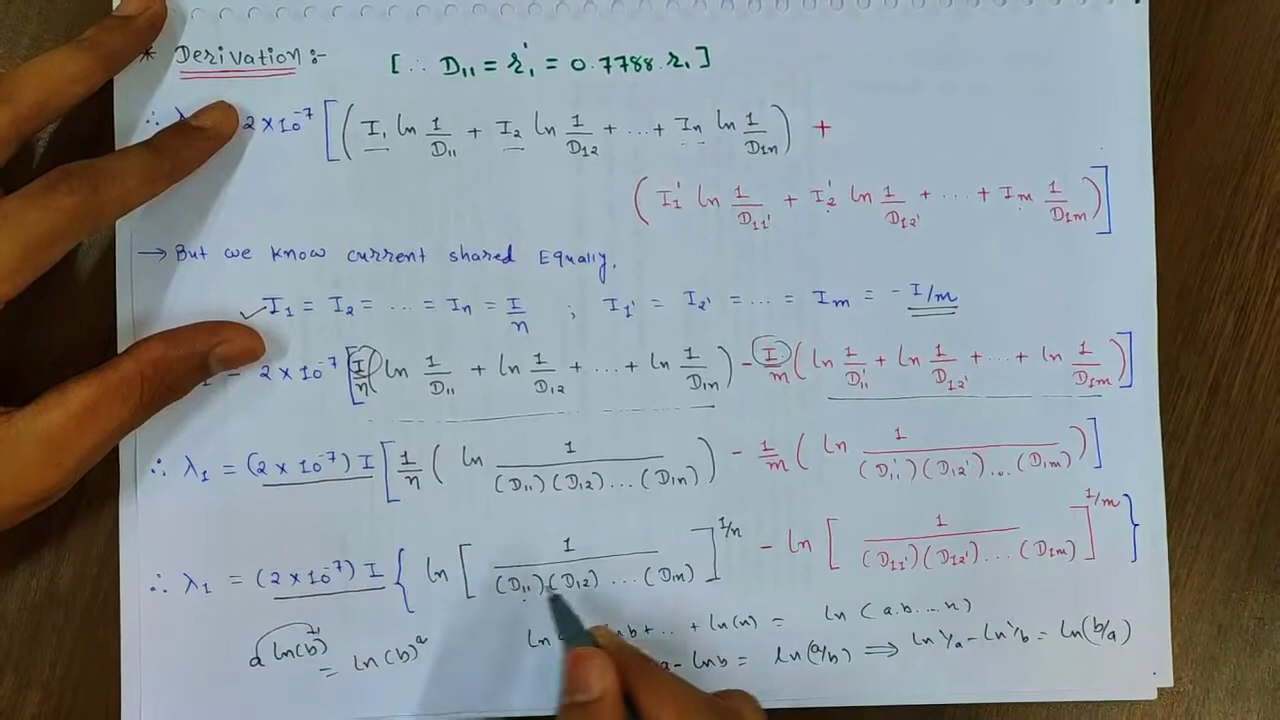 * Derivation :- [∴ D₁₁ = r₁' = 0.7788. r₁]
∴ λ 2×10⁻⁷ [ ( I₁ ln 1/D₁₁ + I₂ ln 1/D₁₂ + ... + Iₙ ln 1/D₁ₙ ) +
( I₁' ln 1/D₁₁' + I₂' ln 1/D₁₂' + ... + Iₘ 1/D₁ₘ ) ]
→ But we know current shared Equally.
✓ I₁ = I₂ = ... = Iₙ = I/n ; I₁' = I₂' = ... = Iₘ = - I/m
₁ = 2×10⁻⁷ [ I/n ( ln 1/D₁₁ + ln 1/D₁₂ + ... + ln 1/D₁ₙ ) - I/m ( ln 1/D₁₁' + ln 1/D₁₂' + ... + ln 1/D₁ₘ ) ]
∴ λ₁ = (2×10⁻⁷) I [ 1/n ( ln 1/(D₁₁)(D₁₂)...(D₁ₙ) ) - 1/m ( ln 1/(D₁₁')(D₁₂')...(D₁ₘ) ) ]
∴ λ₁ = (2×10⁻⁷) I { ln [ 1/(D₁₁)(D₁₂)...(Dₙₗ) ]^1/n - ln [ 1/(D₁₁')(D₁₂')...(D₁ₘ) ]^1/m }
a ln(b) = ln(b)ᵃ
ln b + .. + ln(n) = ln (a.b....n)
a - ln b = ln(a/b) ⟹ ln 1/a - ln 1/b = ln(b/a)